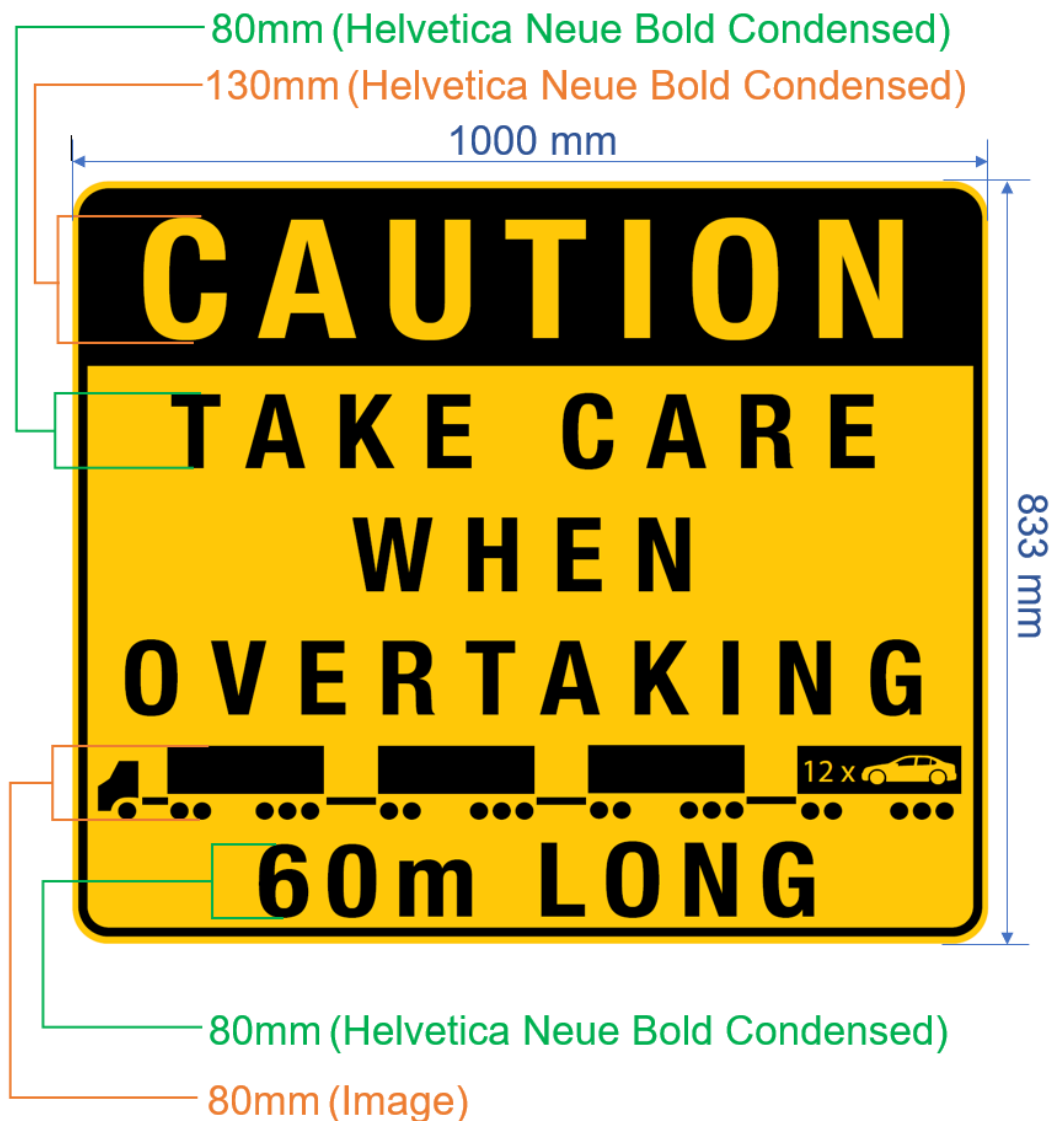 80mm (Helvetica Neue Bold Condensed)
130mm (Helvetica Neue Bold Condensed)
1000 mm
CAUTION
TAKE CARE
WHEN
833 mm
OVERTAKING
12 x
60m LONG
80mm (Helvetica Neue Bold Condensed)
80mm (Image)